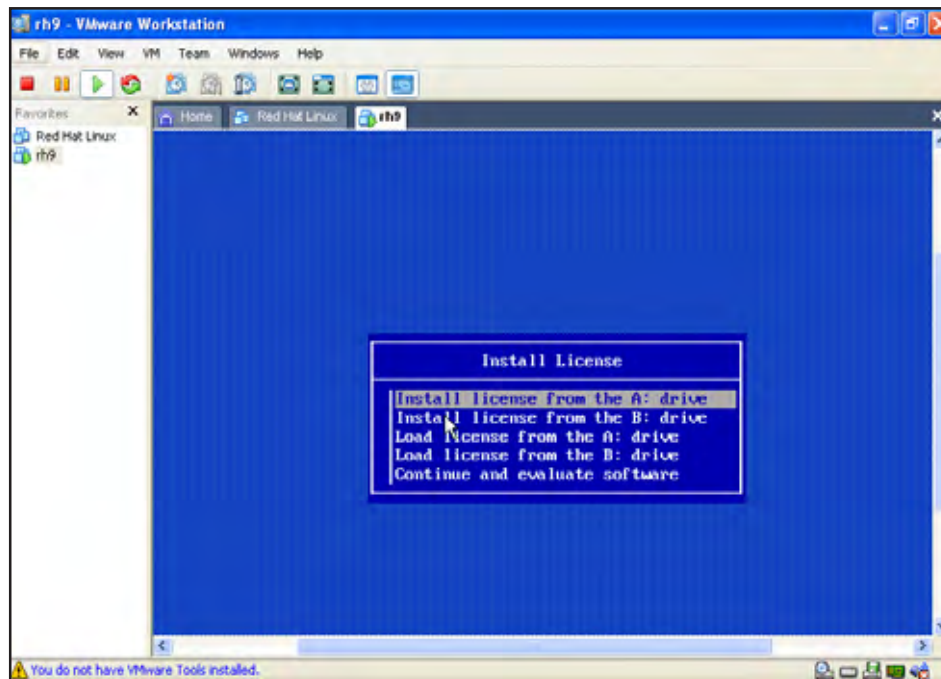 rh9 - VMware Workstation
File Edit View VM Team Windows Help
Favorites
Home Red Hat Linux rh9
Red Hat Linux
rh9
Install License
Install license from the A: drive
Install license from the B: drive
Load license from the A: drive
Load license from the B: drive
Continue and evaluate software
You do not have VMware Tools installed.